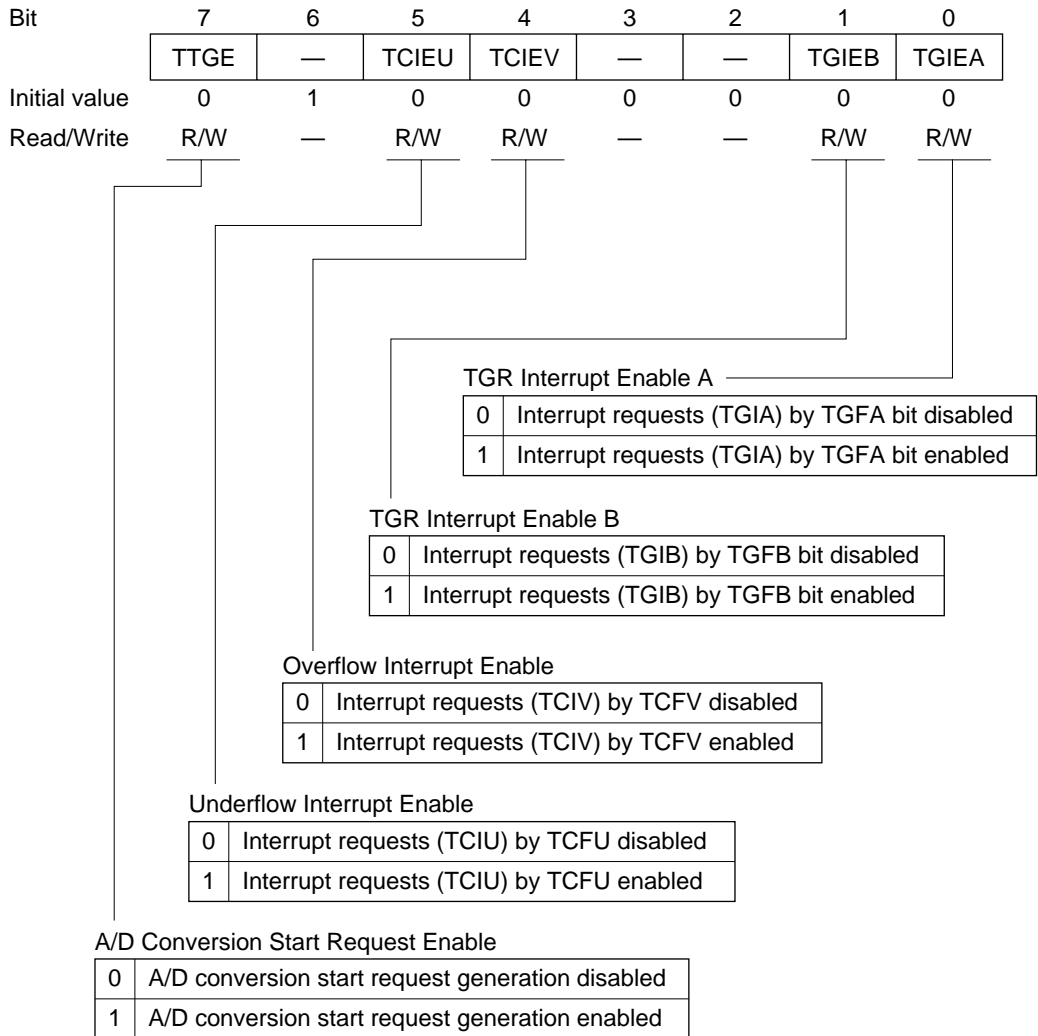 Bit 7 6 5 4 3 2 1 0
TTGE — TCIEU TCIEV — — TGIEB TGIEA
Initial value 0 1 0 0 0 0 0 0
Read/Write R/W — R/W R/W — — R/W R/W
TGR Interrupt Enable A
0 Interrupt requests (TGIA) by TGFA bit disabled
1 Interrupt requests (TGIA) by TGFA bit enabled
TGR Interrupt Enable B
0 Interrupt requests (TGIB) by TGFB bit disabled
1 Interrupt requests (TGIB) by TGFB bit enabled
Overflow Interrupt Enable
0 Interrupt requests (TCIV) by TCFV disabled
1 Interrupt requests (TCIV) by TCFV enabled
Underflow Interrupt Enable
0 Interrupt requests (TCIU) by TCFU disabled
1 Interrupt requests (TCIU) by TCFU enabled
A/D Conversion Start Request Enable
0 A/D conversion start request generation disabled
1 A/D conversion start request generation enabled